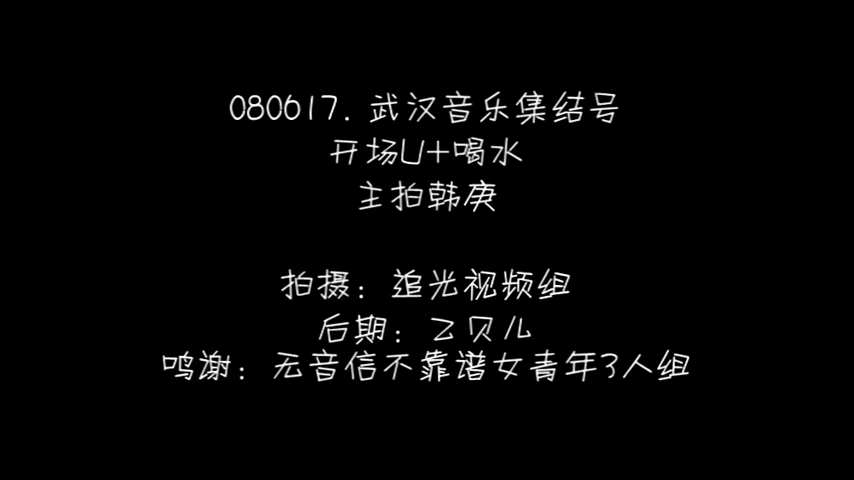 080617.武汉音乐集结号
开场U+喝水
主拍韩庚
拍摄：追光视频组
后期：乙贝儿
鸣谢：无音信不靠谱女青年3人组